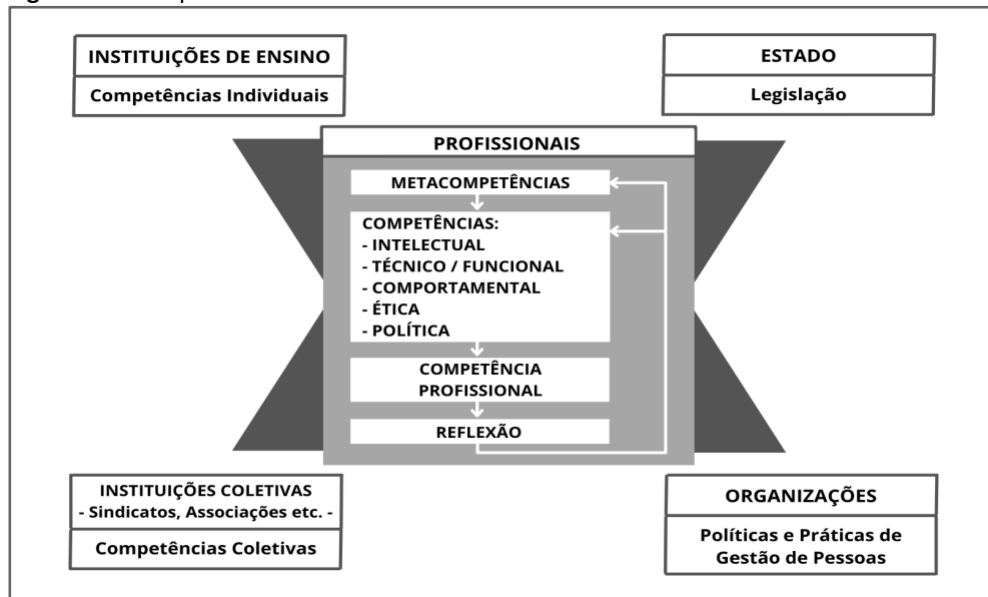 INSTITUIÇÕES DE ENSINO
Competências Individuais
ESTADO
Legislação
PROFISSIONAIS
METACOMPETÊNCIAS
COMPETÊNCIAS:
- INTELECTUAL
- TÉCNICO / FUNCIONAL
- COMPORTAMENTAL
- ÉTICA
- POLÍTICA
COMPETÊNCIA
PROFISSIONAL
REFLEXÃO
INSTITUIÇÕES COLETIVAS
- Sindicatos, Associações etc. -
Competências Coletivas
ORGANIZAÇÕES
Políticas e Práticas de
Gestão de Pessoas